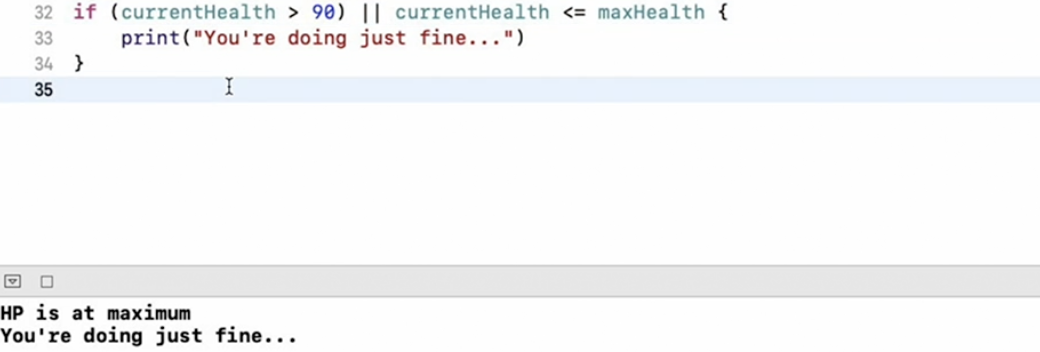 32 if (currentHealth > 90) || currentHealth <= maxHealth {
33 print("You're doing just fine...")
34 }
35
HP is at maximum
You're doing just fine...